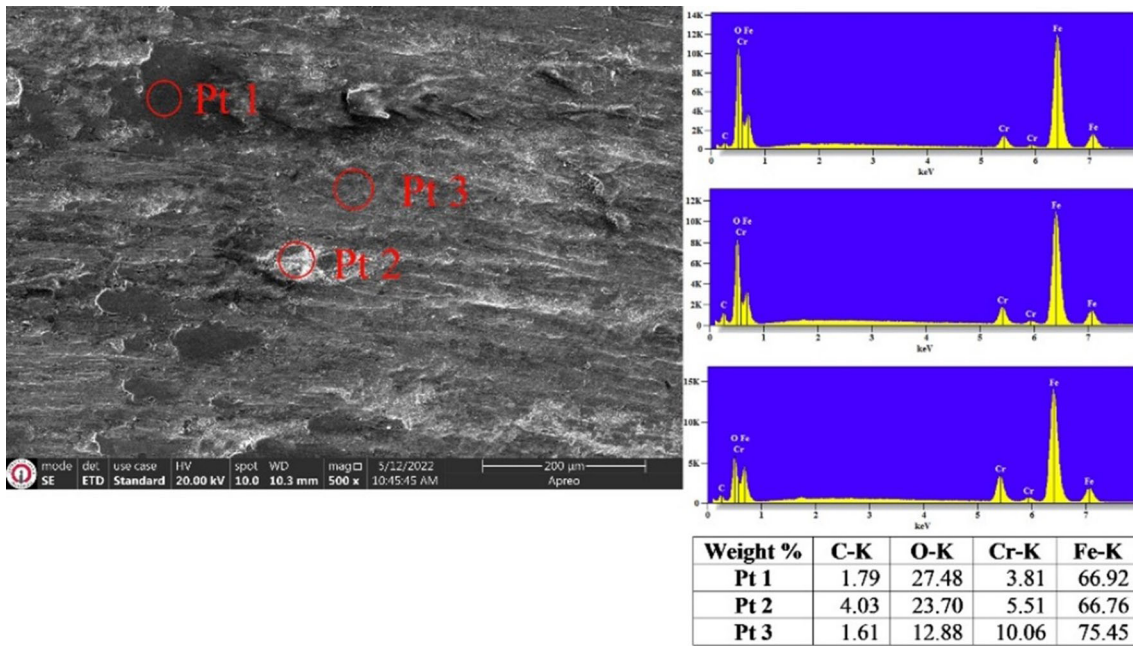 Pt 1
Pt 3
Pt 2
mode det use case HV spot WD mag 5/12/2022 200 µm
SE ETD Standard 20.00 kV 10.0 10.3 mm 500 x 10:45:45 AM Apreo
14K
12K
10K
8K
6K
4K
2K
0
O Fe
Cr
C
Cr
Cr
Fe
Fe
0 1 2 3 4 5 6 7
keV
12K
10K
8K
6K
4K
2K
0
O Fe
Cr
C
Cr
Cr
Fe
Fe
0 1 2 3 4 5 6 7
keV
15K
10K
5K
0
O Fe
Cr
C
Cr
Cr
Fe
Fe
0 1 2 3 4 5 6 7
keV
Weight % C-K O-K Cr-K Fe-K
Pt 1 1.79 27.48 3.81 66.92
Pt 2 4.03 23.70 5.51 66.76
Pt 3 1.61 12.88 10.06 75.45